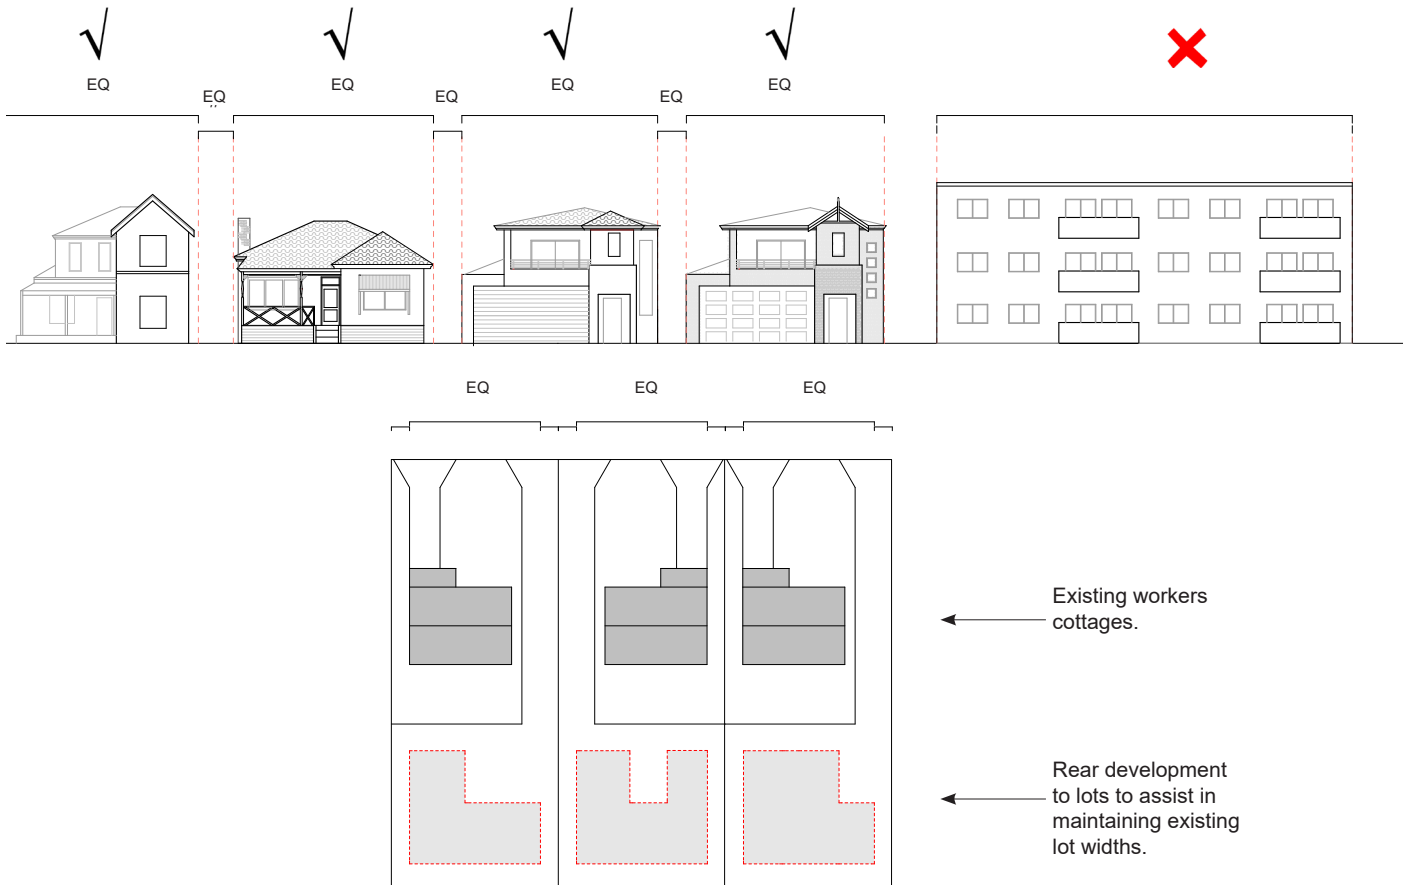 √ √ √ √
EQ EQ EQ EQ EQ EQ EQ
EQ EQ EQ
Existing workers
cottages.
Rear development
to lots to assist in
maintaining existing
lot widths.